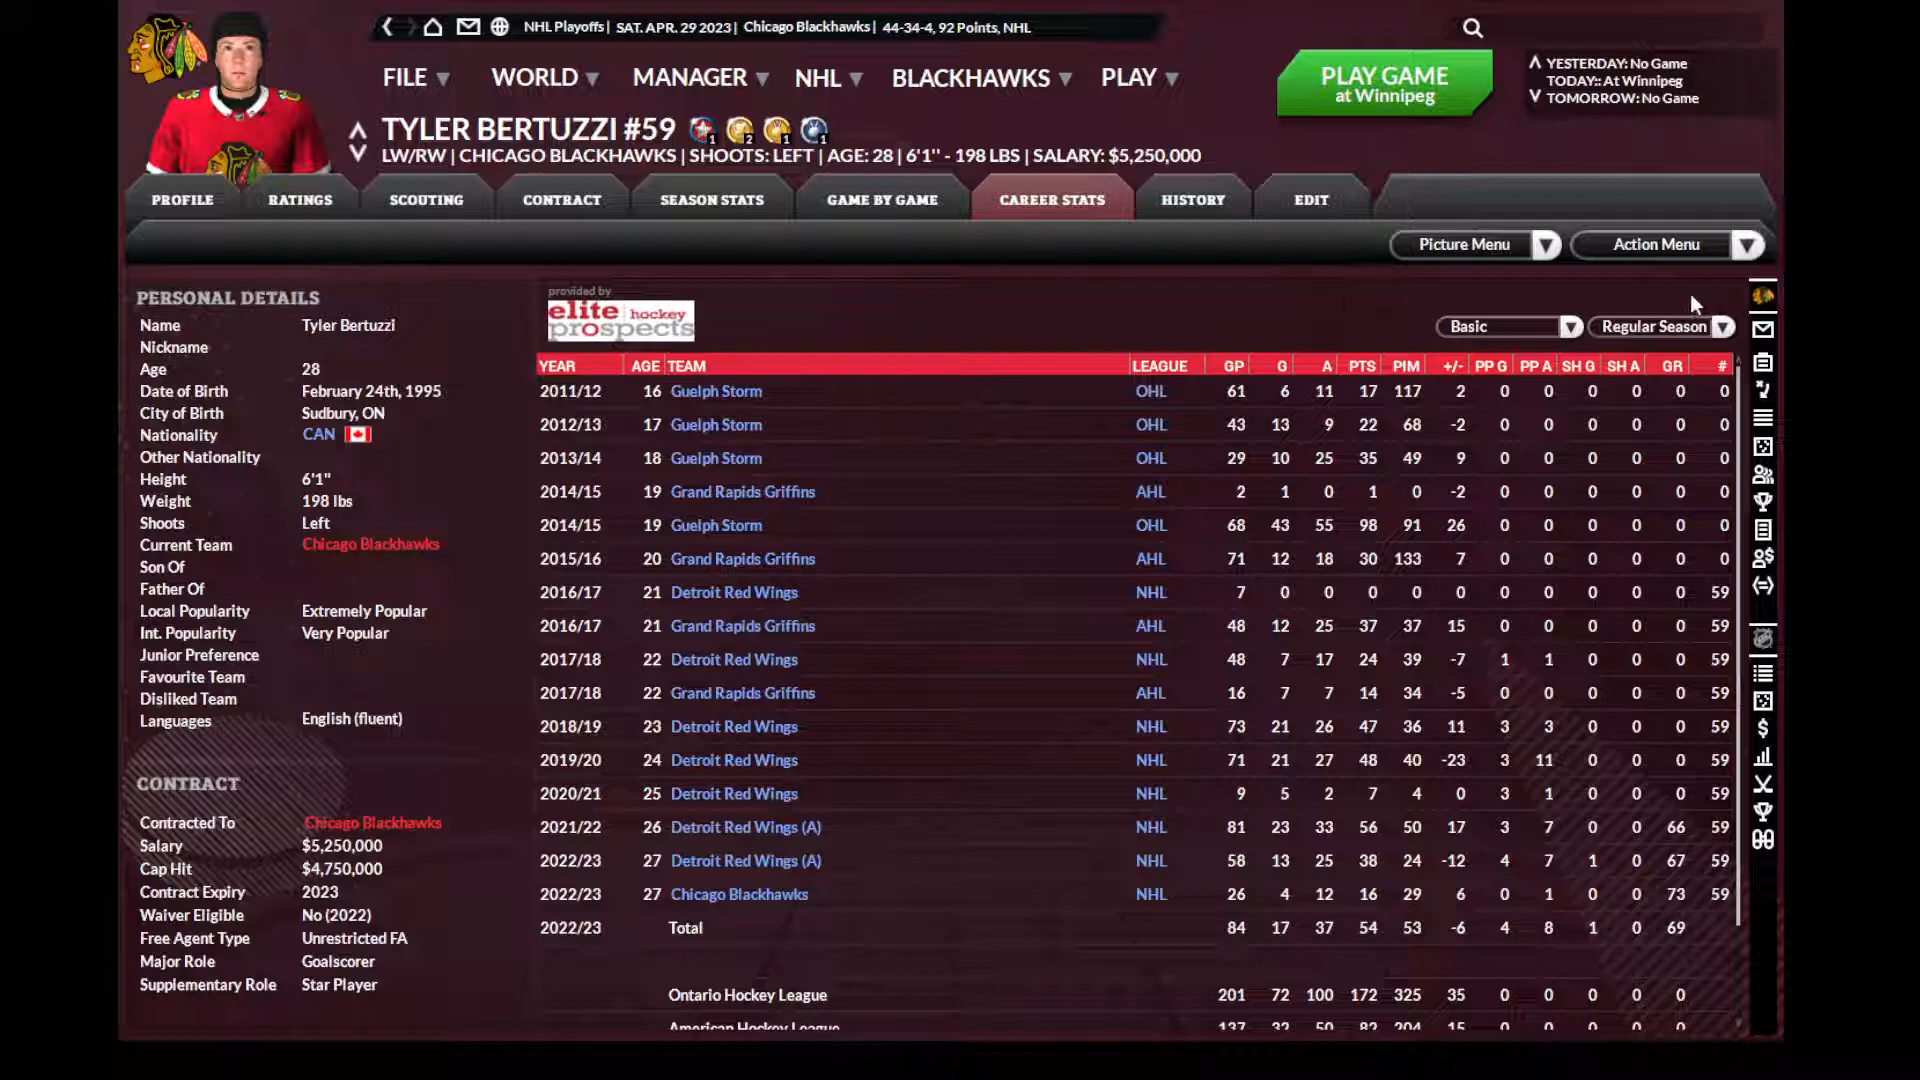 NHL Playoffs | SAT. APR. 29 2023 | Chicago Blackhawks | 44-34-4, 92 Points, NHL
FILE WORLD MANAGER NHL BLACKHAWKS PLAY
PLAY GAME
at Winnipeg
YESTERDAY: No Game
TODAY:: At Winnipeg
TOMORROW: No Game
TYLER BERTUZZI #59 1 2 1 1
LW/RW | CHICAGO BLACKHAWKS | SHOOTS: LEFT | AGE: 28 | 6'1'' - 198 LBS | SALARY: $5,250,000
PROFILE RATINGS SCOUTING CONTRACT SEASON STATS GAME BY GAME CAREER STATS HISTORY EDIT
Picture Menu Action Menu
PERSONAL DETAILS
Name Tyler Bertuzzi
Nickname
Age 28
Date of Birth February 24th, 1995
City of Birth Sudbury, ON
Nationality CAN
Other Nationality
Height 6'1"
Weight 198 lbs
Shoots Left
Current Team Chicago Blackhawks
Son Of
Father Of
Local Popularity Extremely Popular
Int. Popularity Very Popular
Junior Preference
Favourite Team
Disliked Team
Languages English (fluent)
CONTRACT
Contracted To Chicago Blackhawks
Salary $5,250,000
Cap Hit $4,750,000
Contract Expiry 2023
Waiver Eligible No (2022)
Free Agent Type Unrestricted FA
Major Role Goalscorer
Supplementary Role Star Player
provided by
elite hockey
prospects
Basic Regular Season
YEAR AGE TEAM LEAGUE GP G A PTS PIM +/- PP G PP A SH G SH A GR #
2011/12 16 Guelph Storm OHL 61 6 11 17 117 2 0 0 0 0 0 0
2012/13 17 Guelph Storm OHL 43 13 9 22 68 -2 0 0 0 0 0 0
2013/14 18 Guelph Storm OHL 29 10 25 35 49 9 0 0 0 0 0 0
2014/15 19 Grand Rapids Griffins AHL 2 1 0 1 0 -2 0 0 0 0 0 0
2014/15 19 Guelph Storm OHL 68 43 55 98 91 26 0 0 0 0 0 0
2015/16 20 Grand Rapids Griffins AHL 71 12 18 30 133 7 0 0 0 0 0 0
2016/17 21 Detroit Red Wings NHL 7 0 0 0 0 0 0 0 0 0 0 59
2016/17 21 Grand Rapids Griffins AHL 48 12 25 37 37 15 0 0 0 0 0 59
2017/18 22 Detroit Red Wings NHL 48 7 17 24 39 -7 1 1 0 0 0 59
2017/18 22 Grand Rapids Griffins AHL 16 7 7 14 34 -5 0 0 0 0 0 59
2018/19 23 Detroit Red Wings NHL 73 21 26 47 36 11 3 3 0 0 0 59
2019/20 24 Detroit Red Wings NHL 71 21 27 48 40 -23 3 11 0 0 0 59
2020/21 25 Detroit Red Wings NHL 9 5 2 7 4 0 3 1 0 0 0 59
2021/22 26 Detroit Red Wings (A) NHL 81 23 33 56 50 17 3 7 0 0 66 59
2022/23 27 Detroit Red Wings (A) NHL 58 13 25 38 24 -12 4 7 1 0 67 59
2022/23 27 Chicago Blackhawks NHL 26 4 12 16 29 6 0 1 0 0 73 59
2022/23 Total 84 17 37 54 53 -6 4 8 1 0 69
Ontario Hockey League 201 72 100 172 325 35 0 0 0 0 0
American Hockey League 137 32 50 82 204 15 0 0 0 0 0